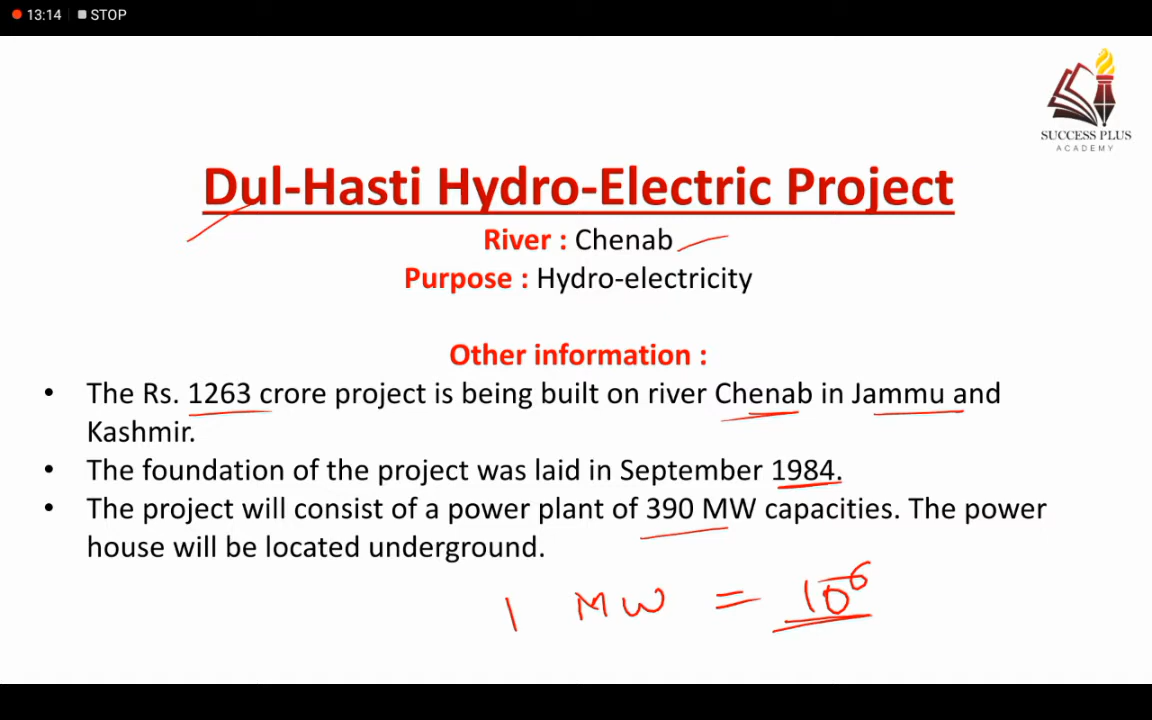 13:14 STOP
SUCCESS PLUS
ACADEMY
Dul-Hasti Hydro-Electric Project
River : Chenab
Purpose : Hydro-electricity
Other information :
• The Rs. 1263 crore project is being built on river Chenab in Jammu and
Kashmir.
• The foundation of the project was laid in September 1984.
• The project will consist of a power plant of 390 MW capacities. The power
house will be located underground.
1 MW = 10⁶